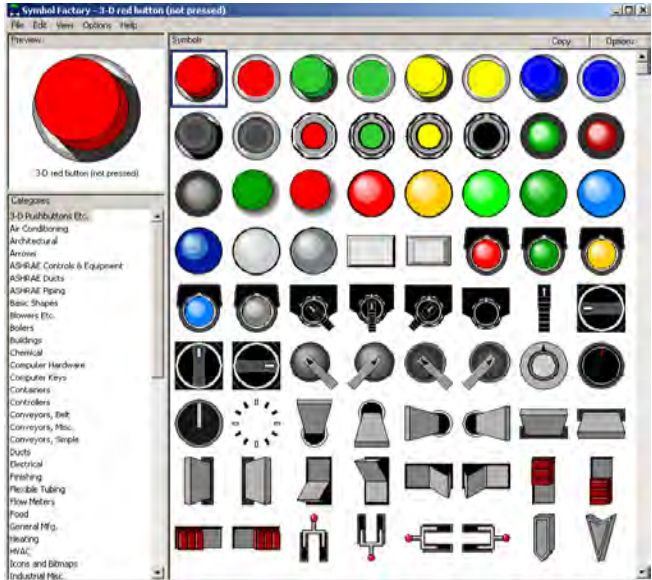 Symbol Factory - 3-D red button (not pressed)
File Edit View Options Help
Preview
Symbols Copy Options
3-D red button (not pressed)
Categories
3-D Pushbuttons Etc.
Air Conditioning
Architectural
Arrows
ASHRAE Controls & Equipment
ASHRAE Ducts
ASHRAE Piping
Basic Shapes
Blowers Etc.
Boilers
Buildings
Chemical
Computer Hardware
Computer Keys
Containers
Controllers
Conveyors, Belt
Conveyors, Misc.
Conveyors, Simple
Ducts
Electrical
Finishing
Flexible Tubing
Flow Meters
Food
General Mfg.
Heating
HVAC
Icons and Bitmaps
Industrial Misc.